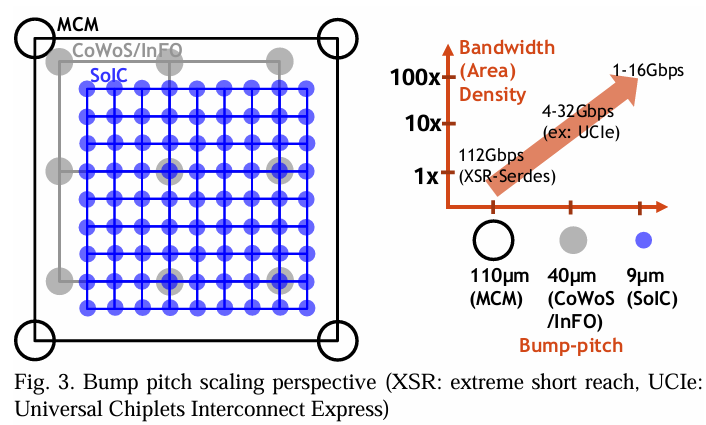 MCM
CoWoS/InFO
SoIC
Bandwidth
(Area)
Density
100x
10x
1x
1-16Gbps
4-32Gbps
(ex: UCIe)
112Gbps
(XSR-Serdes)
110μm
(MCM)
40μm
(CoWoS
/InFO)
9μm
(SoIC)
Bump-pitch
Fig. 3. Bump pitch scaling perspective (XSR: extreme short reach, UCIe:
Universal Chiplets Interconnect Express)